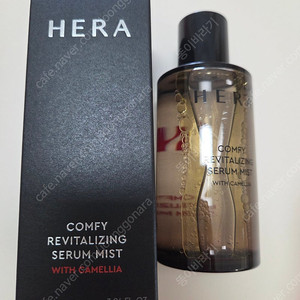 HERA
COMFY
REVITALIZING
SERUM MIST
WITH CAMELLIA
HERA
COMFY
REVITALIZING
SERUM MIST
WITH CAMELLIA